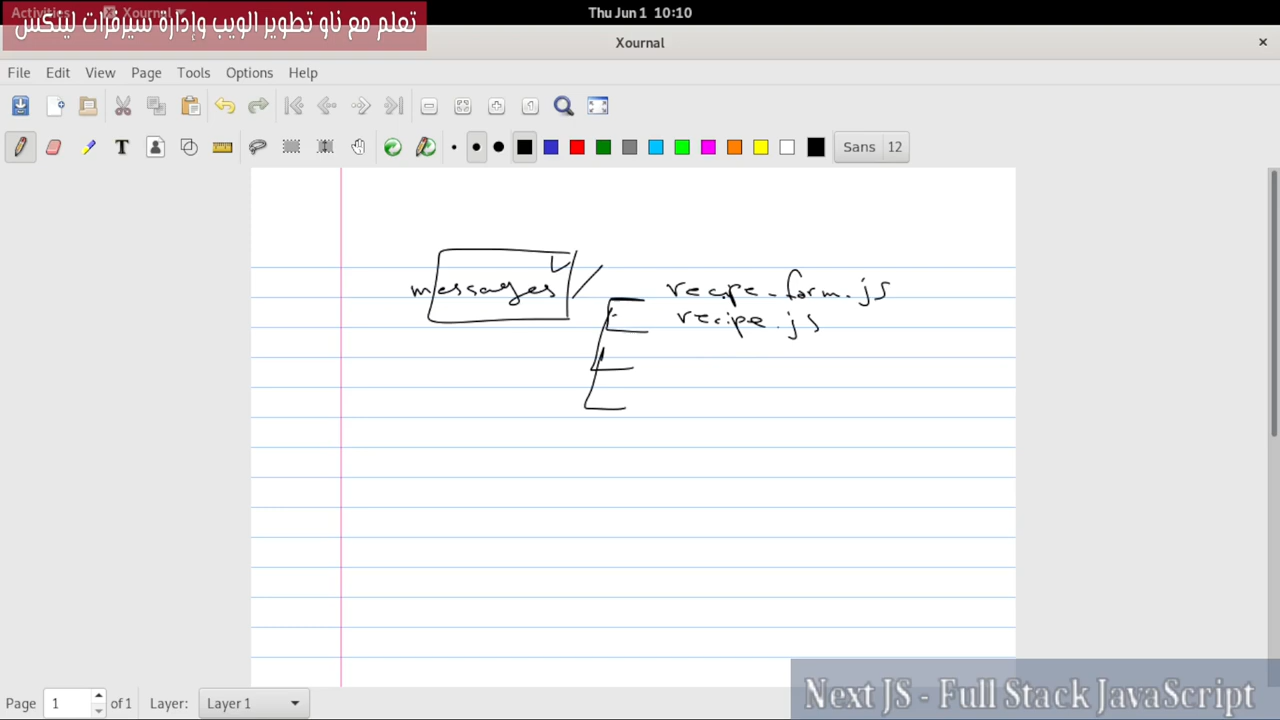 Activities Xournal Thu Jun 1 10:10
تعلم مع ناو تطوير الويب وإدارة سيرفرات لينكس
Xournal
File Edit View Page Tools Options Help
Sans 12
messages/ recipe-form.js
recipe.js
Page 1 of 1 Layer: Layer 1
Next JS - Full Stack JavaScript